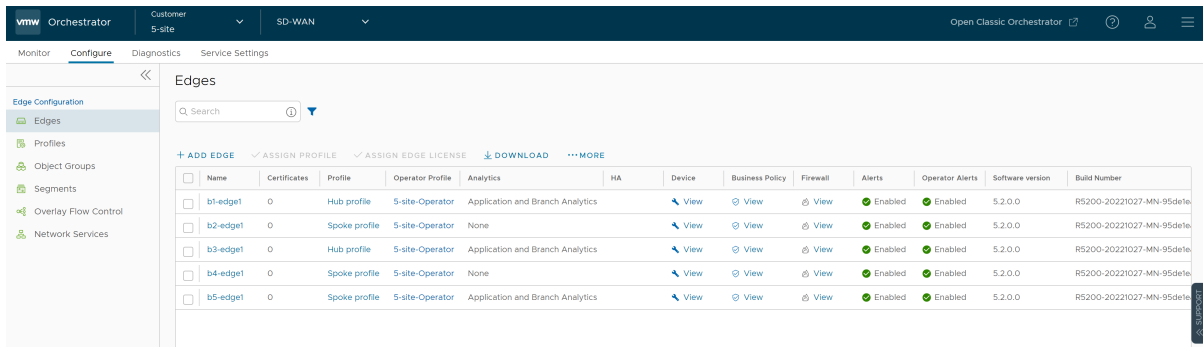 vmw Orchestrator Customer 5-site SD-WAN Open Classic Orchestrator
Monitor Configure Diagnostics Service Settings
Edge Configuration
Edges
Profiles
Object Groups
Segments
Overlay Flow Control
Network Services
Edges
Search
+ ADD EDGE ASSIGN PROFILE ASSIGN EDGE LICENSE DOWNLOAD ···MORE
Name Certificates Profile Operator Profile Analytics HA Device Business Policy Firewall Alerts Operator Alerts Software version Build Number
b1-edge1 0 Hub profile 5-site-Operator Application and Branch Analytics View View View Enabled Enabled 5.2.0.0 R5200-20221027-MN-95de1e
b2-edge1 0 Spoke profile 5-site-Operator None View View View Enabled Enabled 5.2.0.0 R5200-20221027-MN-95de1e
b3-edge1 0 Hub profile 5-site-Operator Application and Branch Analytics View View View Enabled Enabled 5.2.0.0 R5200-20221027-MN-95de1e
b4-edge1 0 Spoke profile 5-site-Operator None View View View Enabled Enabled 5.2.0.0 R5200-20221027-MN-95de1e
b5-edge1 0 Spoke profile 5-site-Operator Application and Branch Analytics View View View Enabled Enabled 5.2.0.0 R5200-20221027-MN-95de1e
SUPPORT